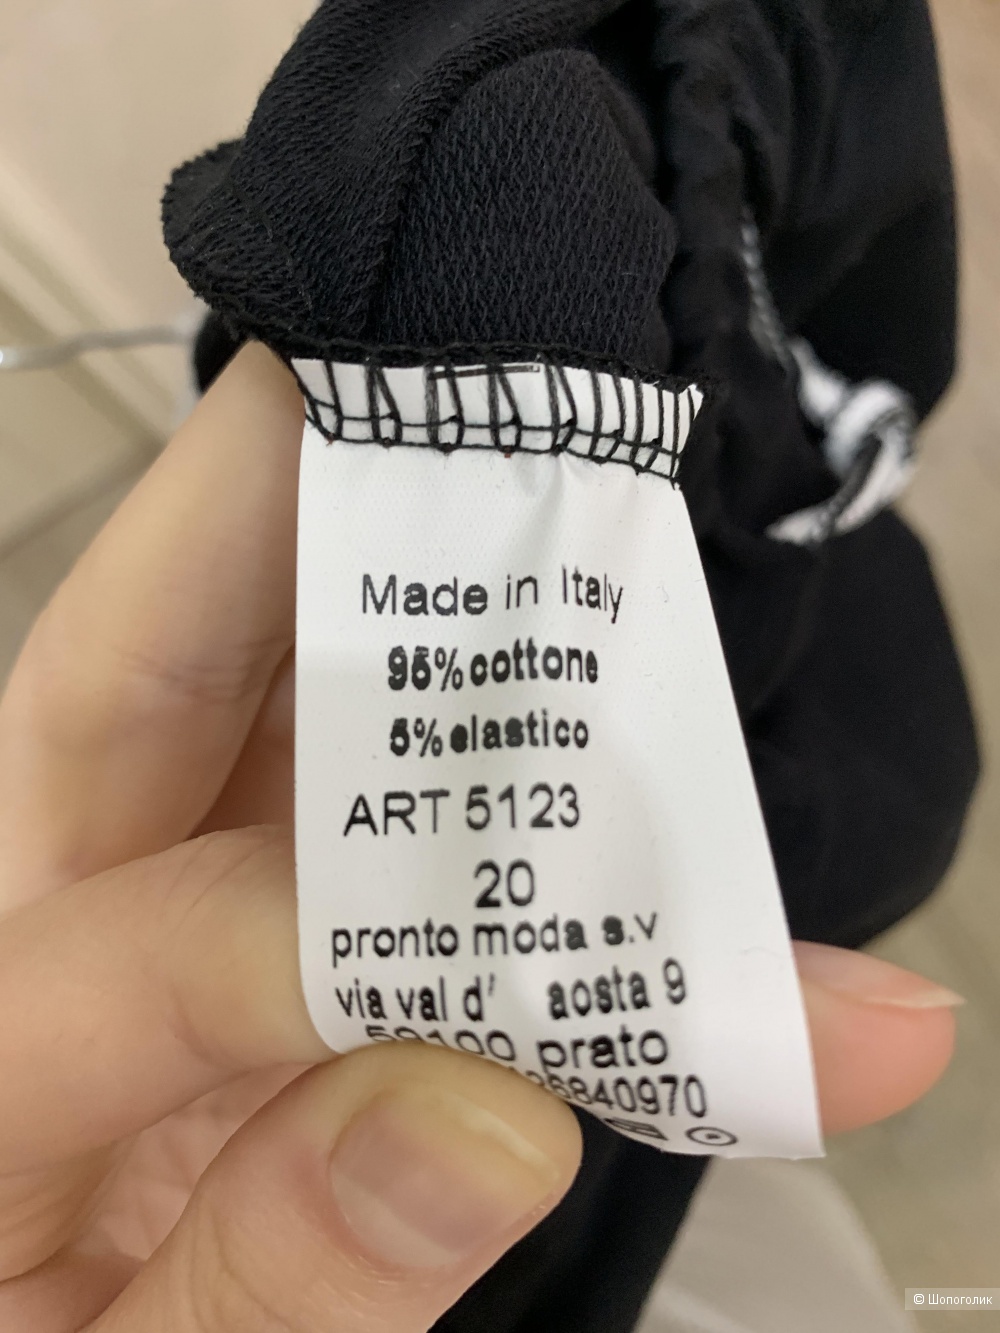 Made in Italy
95% cottone
5% elastico
ART 5123
20
pronto moda s.v
via val d' aosta 9
59100 prato
© Шопоголик